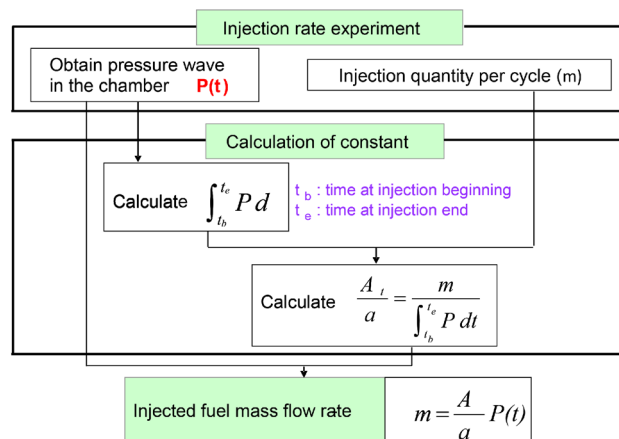 Injection rate experiment
Obtain pressure wave
in the chamber P(t)
Injection quantity per cycle (m)
Calculation of constant
Calculate ∫_{t_b}^{t_e} P d
t_b : time at injection beginning
t_e : time at injection end
Calculate A_t / a = m / ∫_{t_b}^{t_e} P dt
Injected fuel mass flow rate
m = A / a P(t)